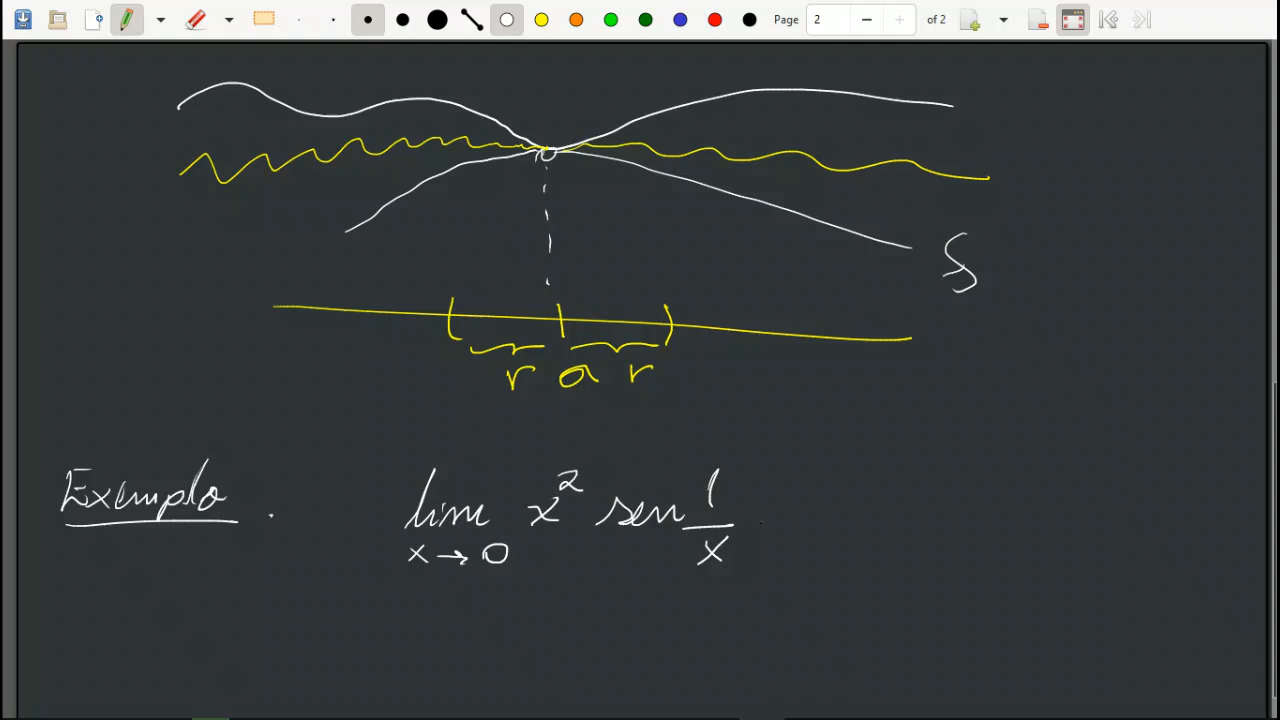 Page 2 of 2
f
r a r
Exemplo . lim x→0 x² sen 1/x